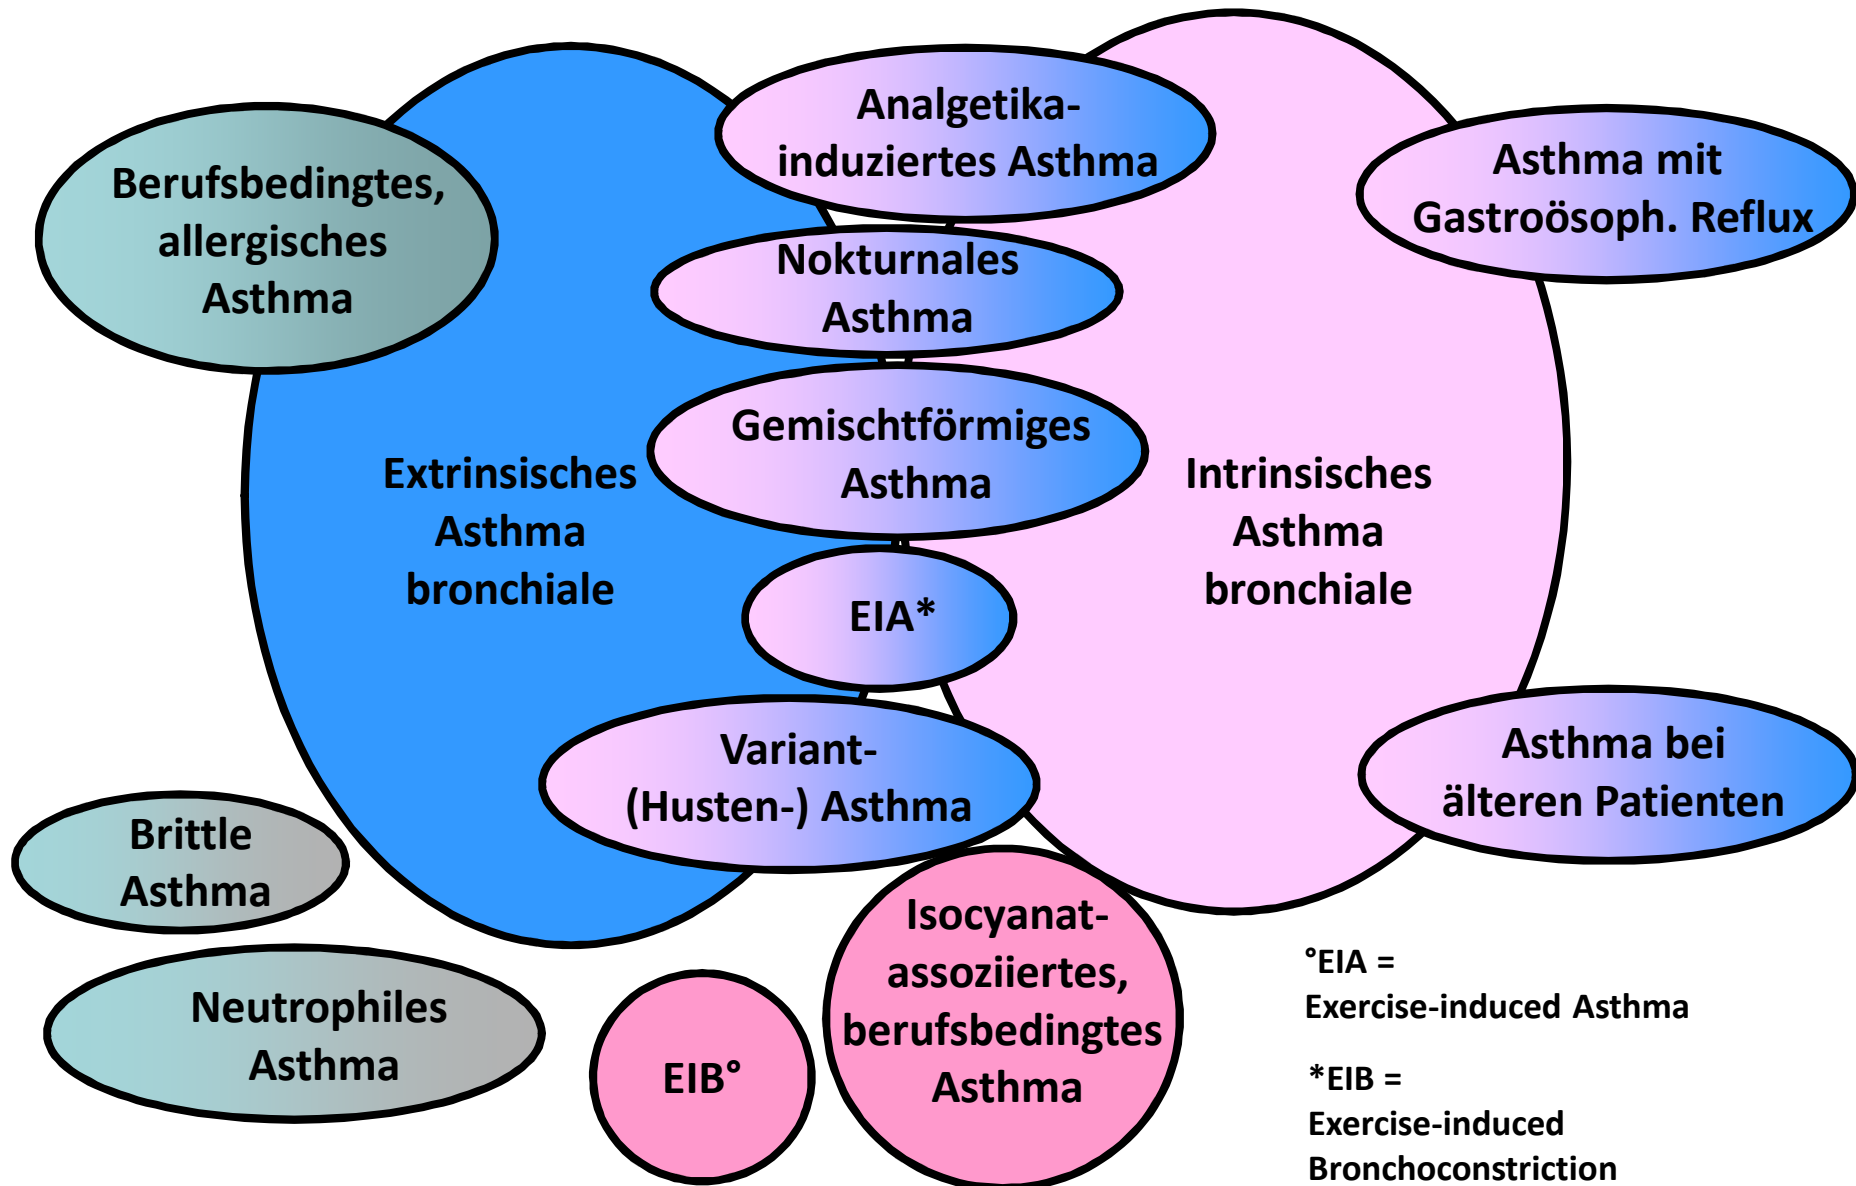 Analgetika-
induziertes Asthma
Berufsbedingtes,
allergisches
Asthma
Asthma mit
Gastroösoph. Reflux
Nokturnales
Asthma
Gemischtförmiges
Asthma
Extrinsisches
Asthma
bronchiale
Intrinsisches
Asthma
bronchiale
EIA*
Variant-
(Husten-) Asthma
Asthma bei
älteren Patienten
Brittle
Asthma
Neutrophiles
Asthma
EIB°
Isocyanat-
assoziiertes,
berufsbedingtes
Asthma
°EIA =
Exercise-induced Asthma
*EIB =
Exercise-induced
Bronchoconstriction